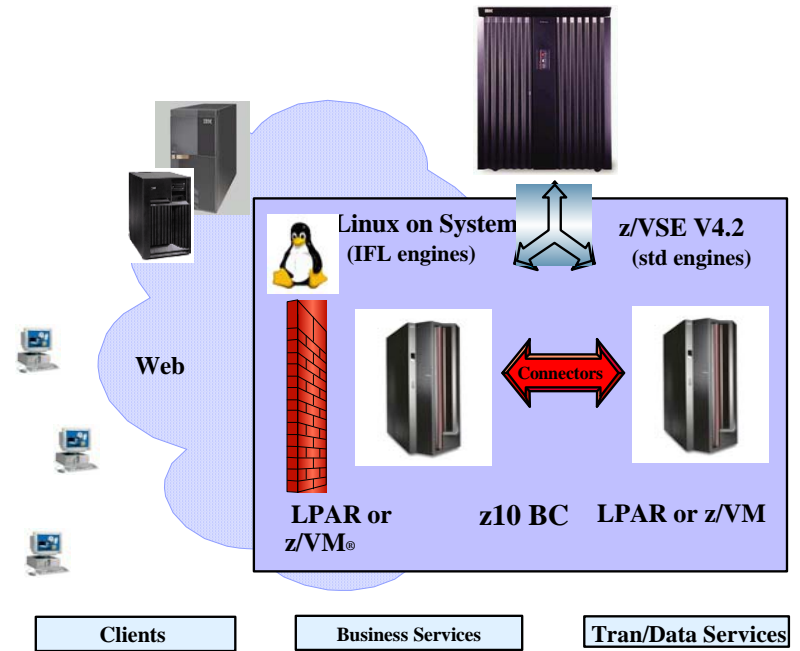 Linux on System
z/VSE V4.2
(IFL engines)
(std engines)
Web
Connectors
LPAR or
z/VM®
z10 BC
LPAR or z/VM
Clients
Business Services
Tran/Data Services